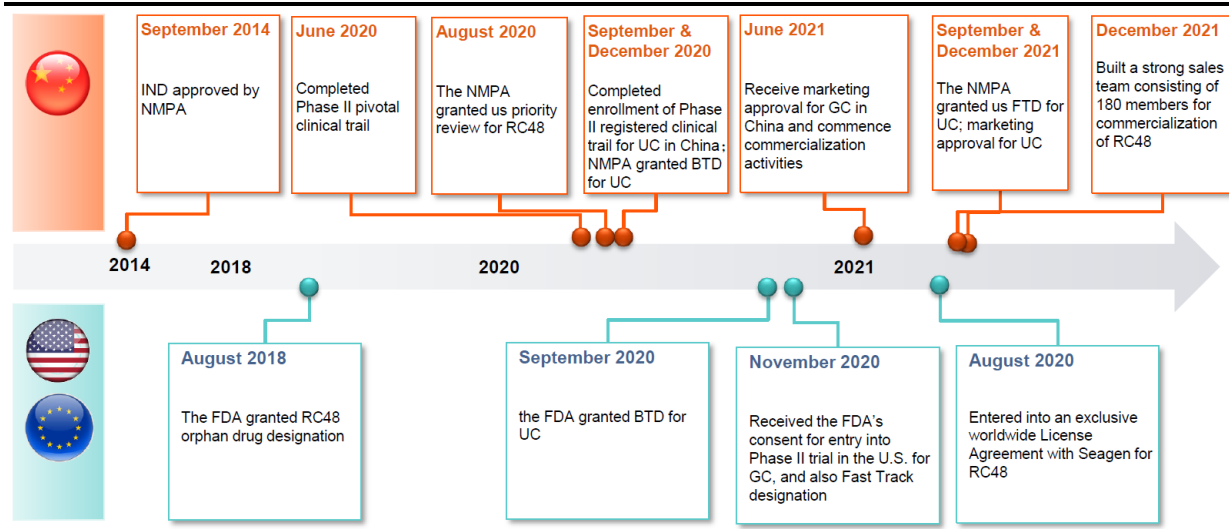 September 2014
IND approved by
NMPA
June 2020
Completed
Phase II pivotal
clinical trail
August 2020
The NMPA
granted us priority
review for RC48
September &
December 2020
Completed
enrollment of Phase
II registered clinical
trail for UC in China;
NMPA granted BTD
for UC
June 2021
Receive marketing
approval for GC in
China and commence
commercialization
activities
September &
December 2021
The NMPA
granted us FTD for
UC; marketing
approval for UC
December 2021
Built a strong sales
team consisting of
180 members for
commercialization
of RC48
2014 2018 2020 2021
August 2018
The FDA granted RC48
orphan drug designation
September 2020
the FDA granted BTD for
UC
November 2020
Received the FDA's
consent for entry into
Phase II trial in the U.S. for
GC, and also Fast Track
designation
August 2020
Entered into an exclusive
worldwide License
Agreement with Seagen for
RC48